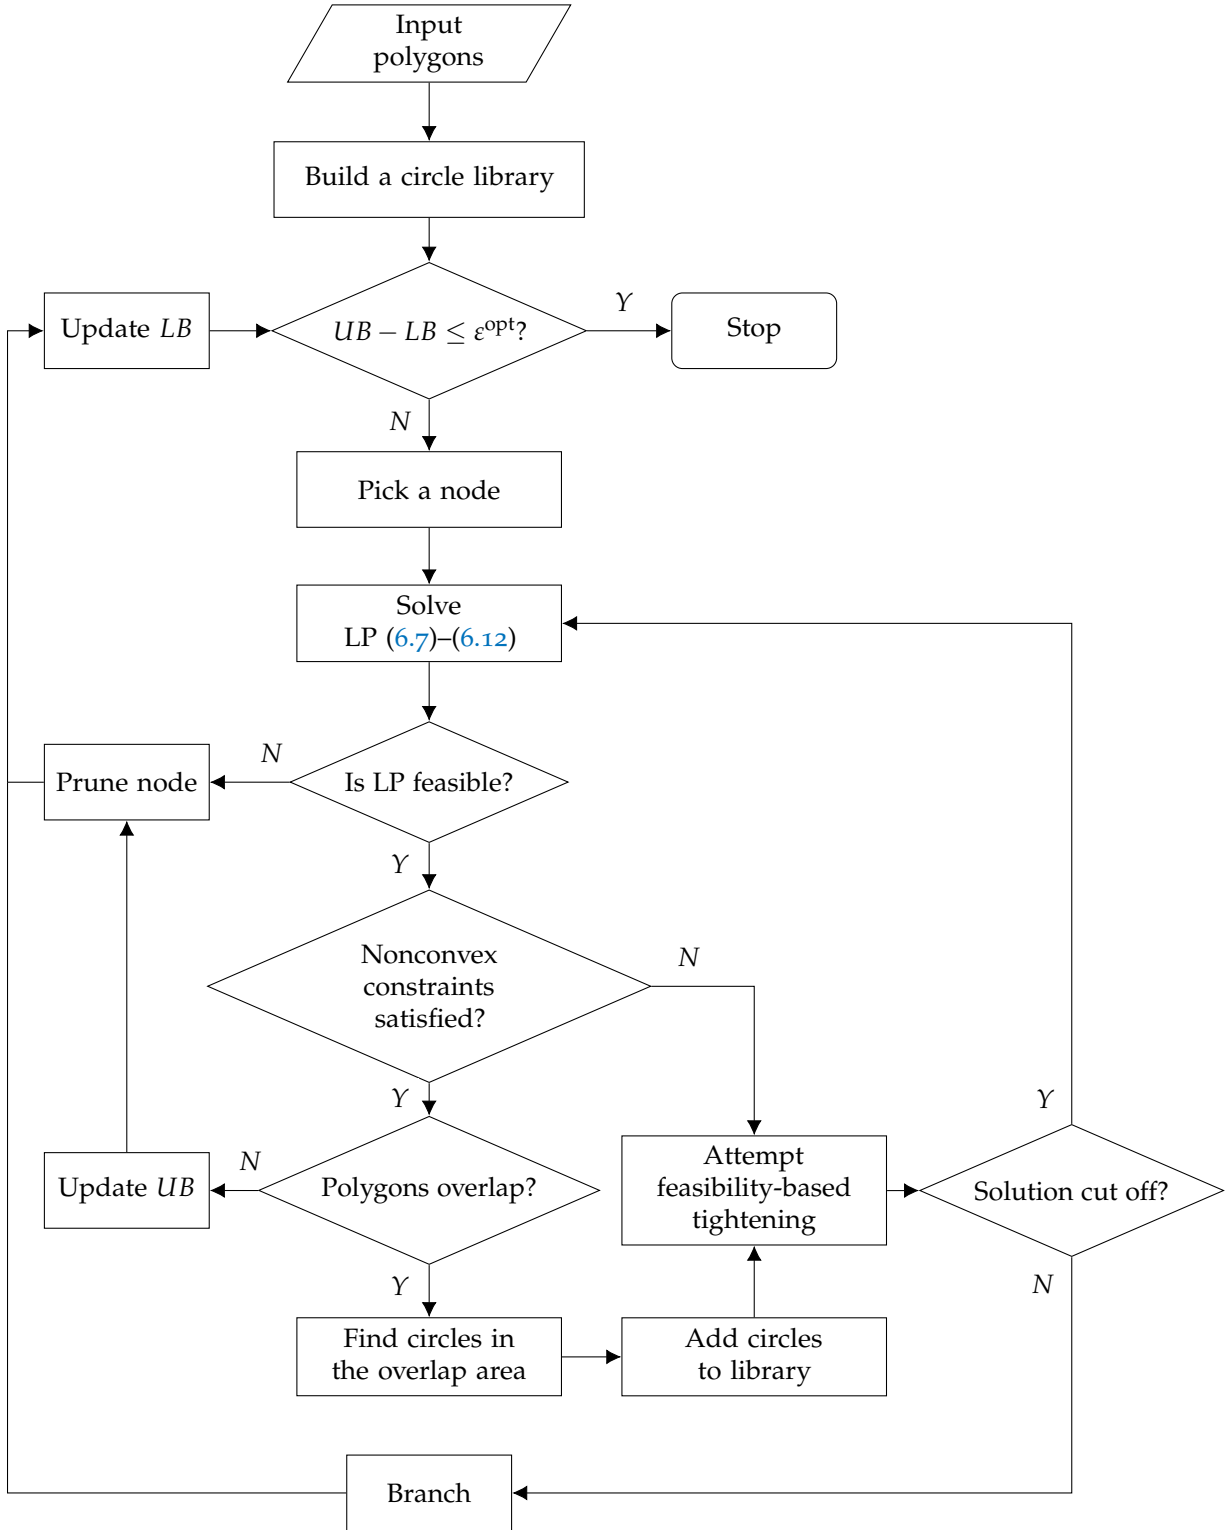 Input
polygons
Build a circle library
Update LB
UB − LB ≤ ε^opt?
Y
Stop
N
Pick a node
Solve
LP (6.7)–(6.12)
N
Prune node
Is LP feasible?
Y
Nonconvex
constraints
satisfied?
N
Y
Y
Update UB
N
Polygons overlap?
Attempt
feasibility-based
tightening
Solution cut off?
Y
N
Find circles in
the overlap area
Add circles
to library
Branch